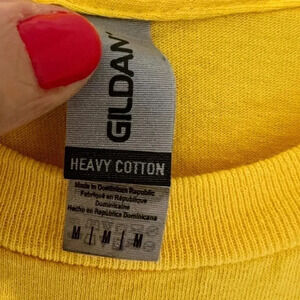 GILDAN
HEAVY COTTON
Made in Dominican Republic
Fabriqué en République
Dominicaine
Hecho en República Dominicana
M | M | M